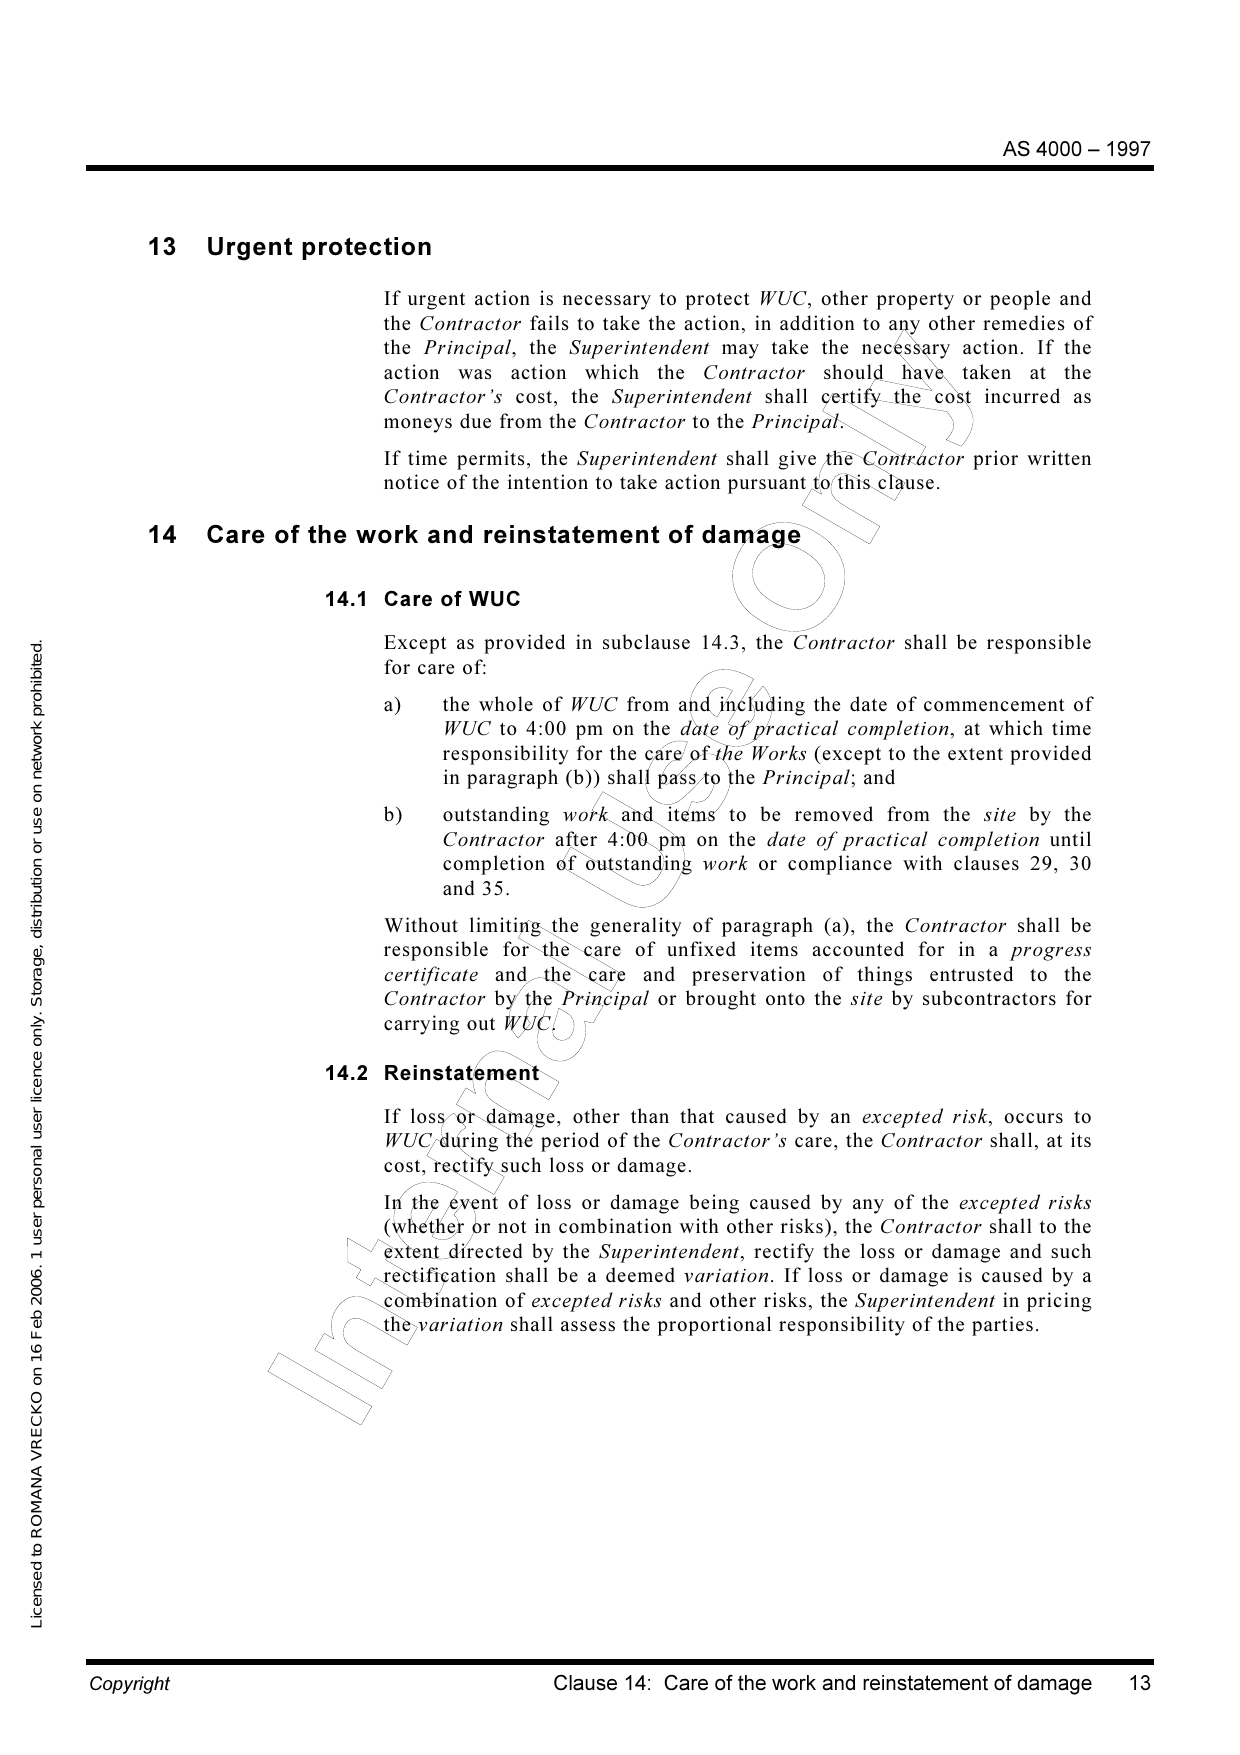 AS 4000 – 1997
13 Urgent protection
If urgent action is necessary to protect WUC, other property or people and
the Contractor fails to take the action, in addition to any other remedies of
the Principal, the Superintendent may take the necessary action. If the
action was action which the Contractor should have taken at the
Contractor's cost, the Superintendent shall certify the cost incurred as
moneys due from the Contractor to the Principal.
If time permits, the Superintendent shall give the Contractor prior written
notice of the intention to take action pursuant to this clause.
14 Care of the work and reinstatement of damage
14.1 Care of WUC
Except as provided in subclause 14.3, the Contractor shall be responsible
for care of:
a) the whole of WUC from and including the date of commencement of
WUC to 4:00 pm on the date of practical completion, at which time
responsibility for the care of the Works (except to the extent provided
in paragraph (b)) shall pass to the Principal; and
b) outstanding work and items to be removed from the site by the
Contractor after 4:00 pm on the date of practical completion until
completion of outstanding work or compliance with clauses 29, 30
and 35.
Without limiting the generality of paragraph (a), the Contractor shall be
responsible for the care of unfixed items accounted for in a progress
certificate and the care and preservation of things entrusted to the
Contractor by the Principal or brought onto the site by subcontractors for
carrying out WUC.
14.2 Reinstatement
If loss or damage, other than that caused by an excepted risk, occurs to
WUC during the period of the Contractor's care, the Contractor shall, at its
cost, rectify such loss or damage.
In the event of loss or damage being caused by any of the excepted risks
(whether or not in combination with other risks), the Contractor shall to the
extent directed by the Superintendent, rectify the loss or damage and such
rectification shall be a deemed variation. If loss or damage is caused by a
combination of excepted risks and other risks, the Superintendent in pricing
the variation shall assess the proportional responsibility of the parties.
Internal Use Only
Licensed to ROMANA VRECKO on 16 Feb 2006. 1 user personal user licence only. Storage, distribution or use on network prohibited.
Copyright Clause 14: Care of the work and reinstatement of damage 13